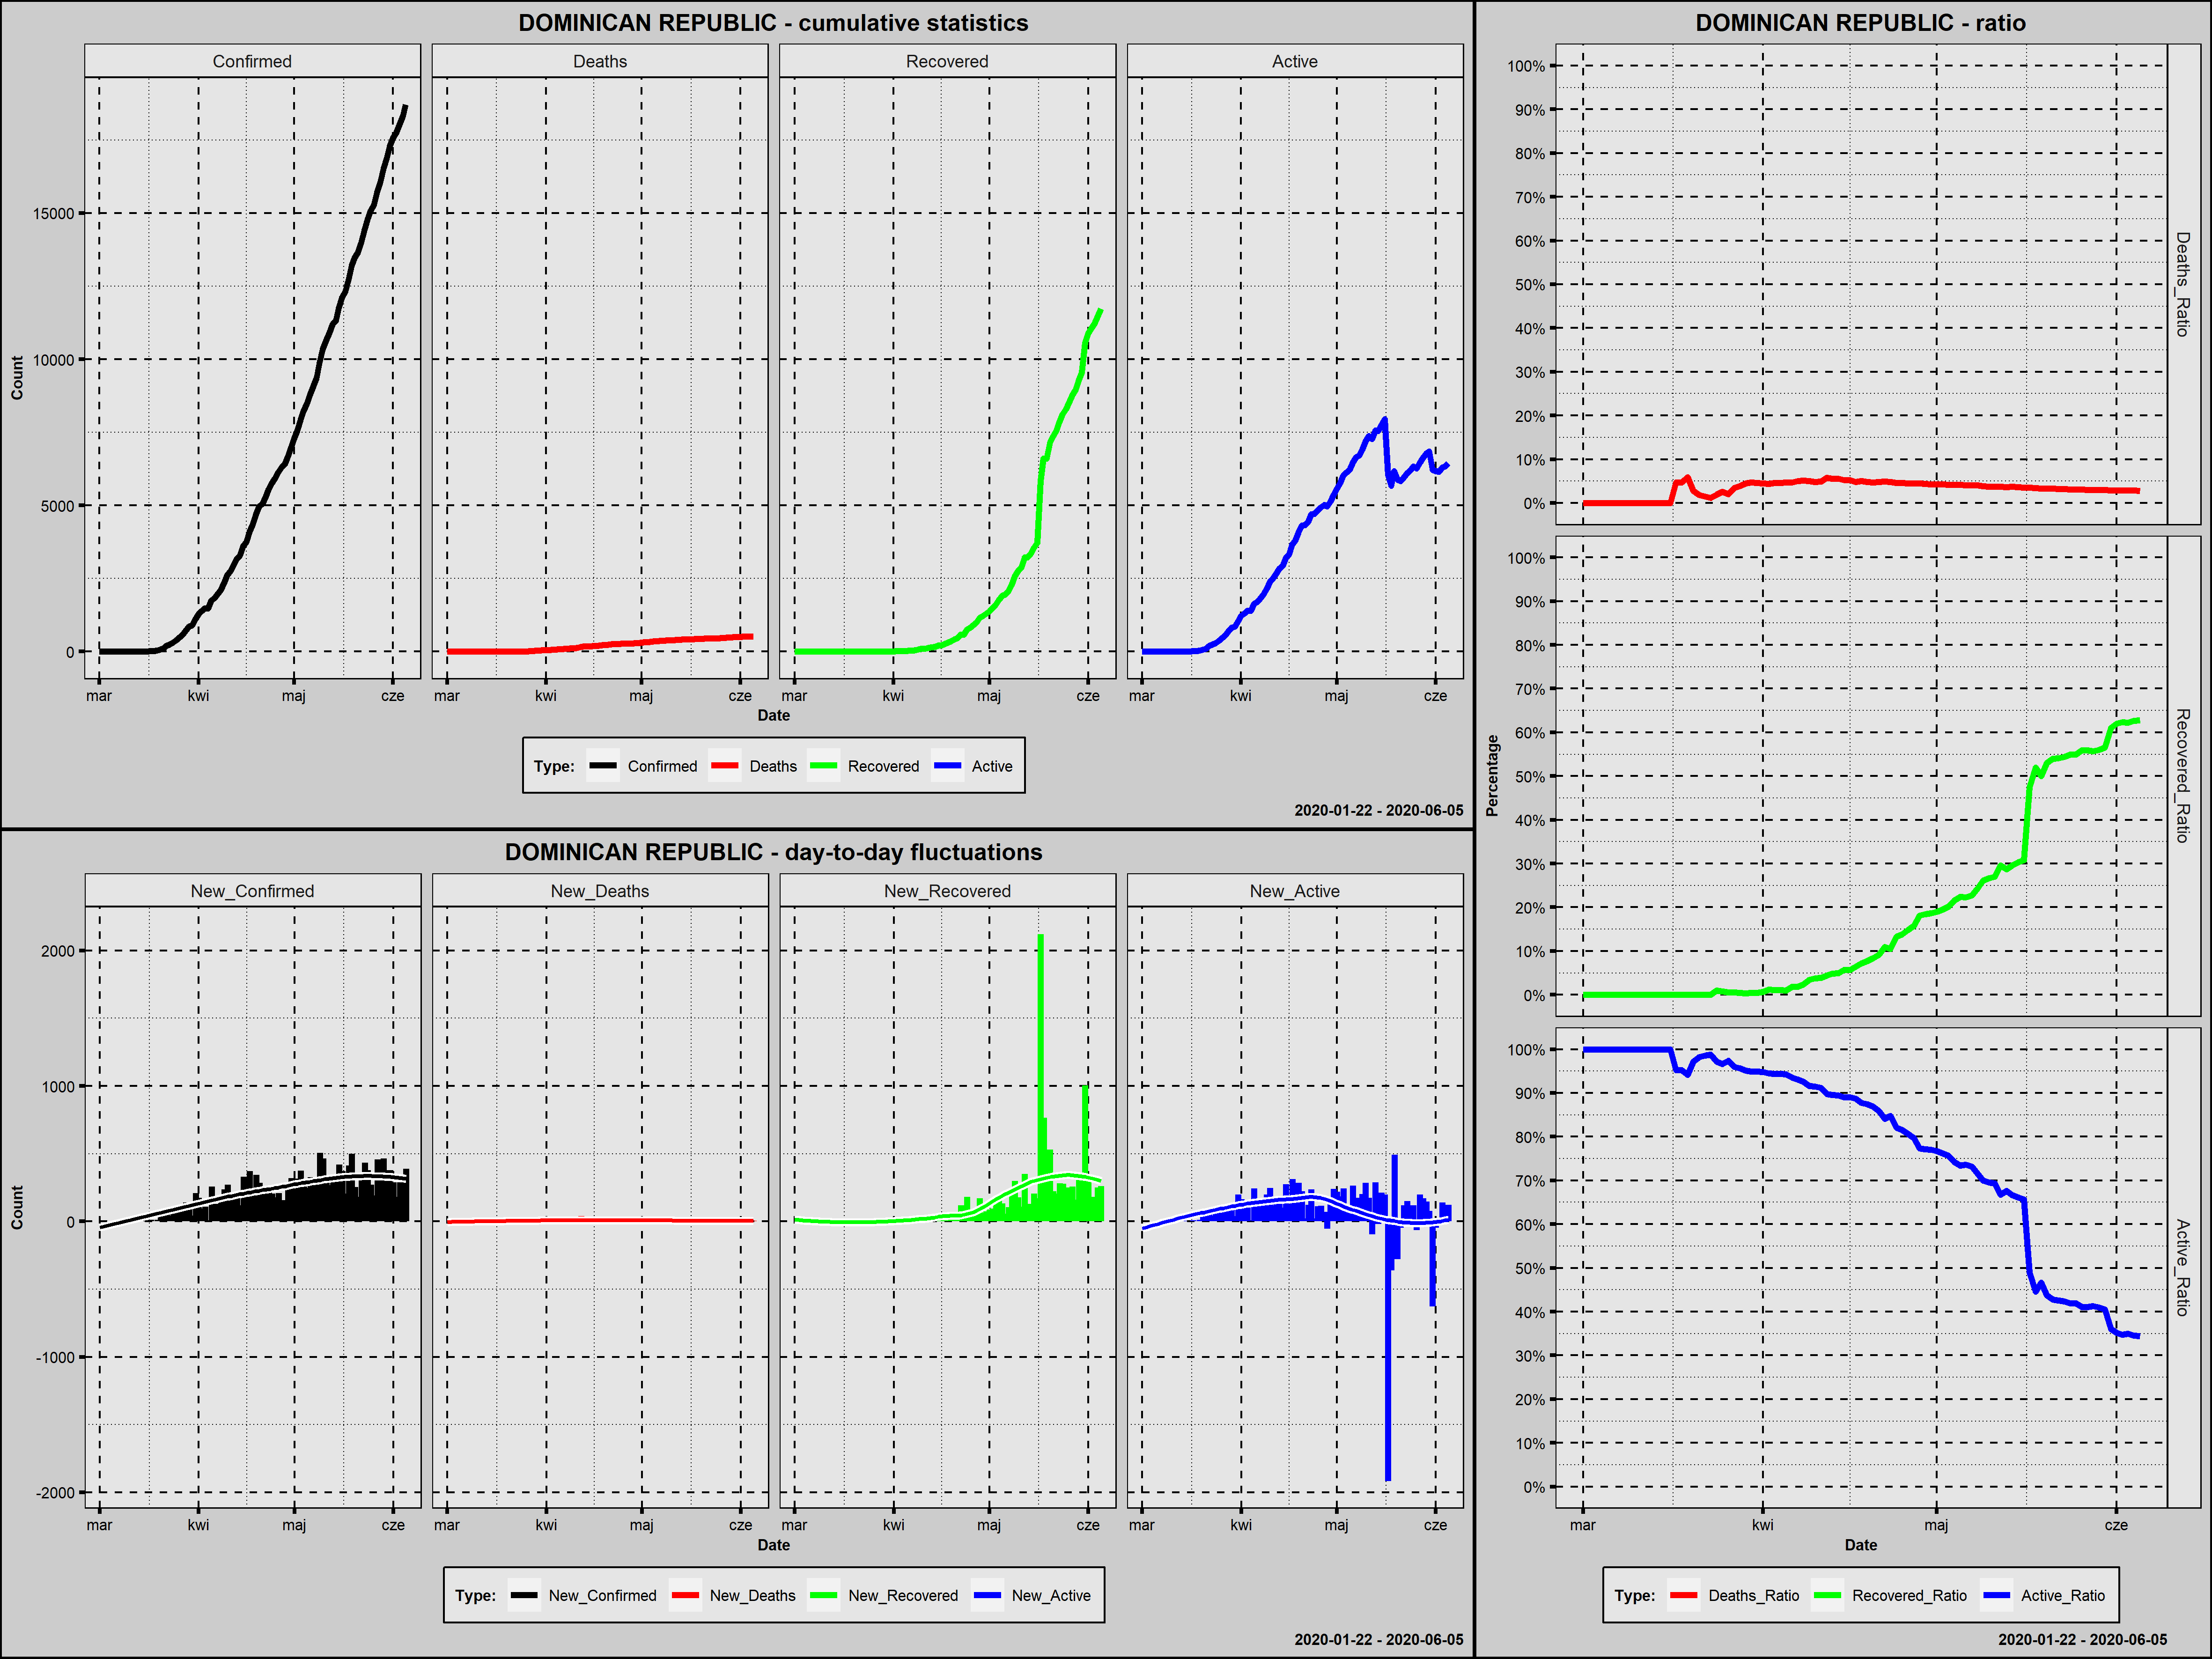 DOMINICAN REPUBLIC - cumulative statistics
Confirmed Deaths Recovered Active
Count
15000
10000
5000
0
mar kwi maj cze mar kwi maj cze mar kwi maj cze mar kwi maj cze
Date
Type: Confirmed Deaths Recovered Active
2020-01-22 - 2020-06-05
DOMINICAN REPUBLIC - day-to-day fluctuations
New_Confirmed New_Deaths New_Recovered New_Active
Count
2000
1000
0
-1000
-2000
mar kwi maj cze mar kwi maj cze mar kwi maj cze mar kwi maj cze
Date
Type: New_Confirmed New_Deaths New_Recovered New_Active
2020-01-22 - 2020-06-05
DOMINICAN REPUBLIC - ratio
Percentage
100%
90%
80%
70%
60%
50%
40%
30%
20%
10%
0%
Deaths_Ratio
100%
90%
80%
70%
60%
50%
40%
30%
20%
10%
0%
Recovered_Ratio
100%
90%
80%
70%
60%
50%
40%
30%
20%
10%
0%
Active_Ratio
mar kwi maj cze
Date
Type: Deaths_Ratio Recovered_Ratio Active_Ratio
2020-01-22 - 2020-06-05